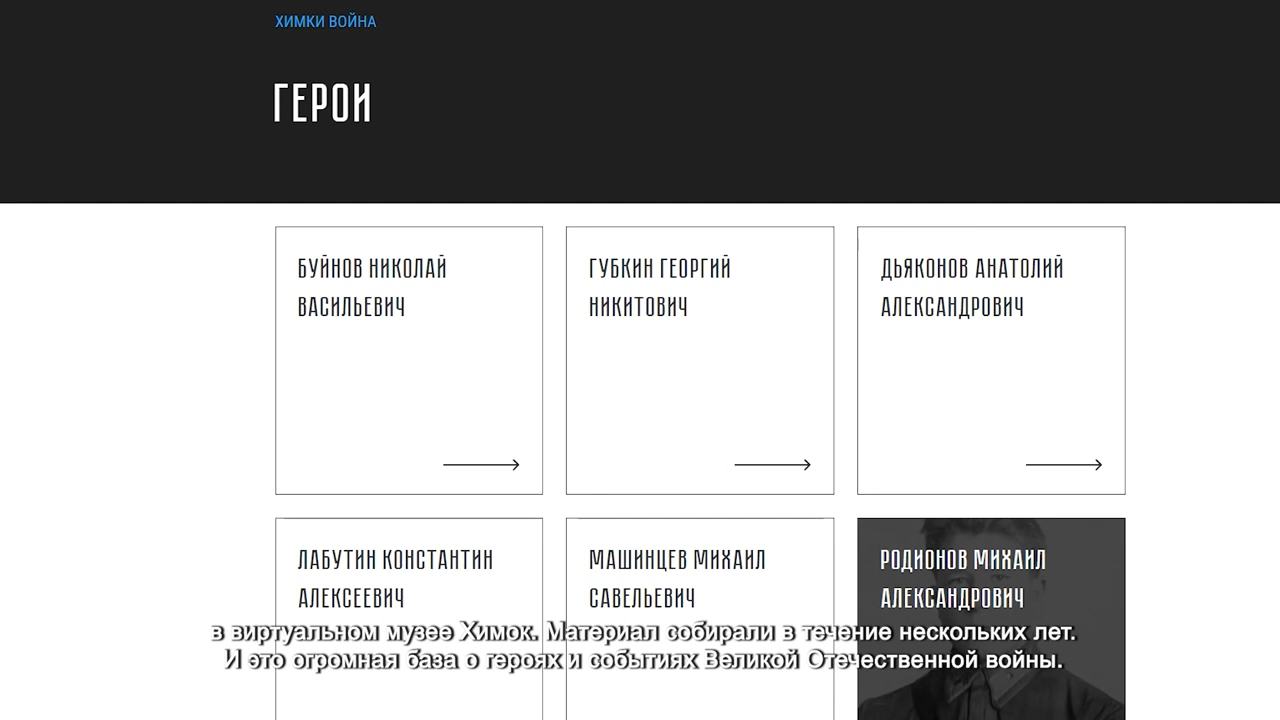 ХИМКИ ВОЙНА
ГЕРОИ
БУЙНОВ НИКОЛАЙ
ВАСИЛЬЕВИЧ
ГУБКИН ГЕОРГИЙ
НИКИТОВИЧ
ДЬЯКОНОВ АНАТОЛИЙ
АЛЕКСАНДРОВИЧ
ЛАБУТИН КОНСТАНТИН
АЛЕКСЕЕВИЧ
МАШИНЦЕВ МИХАИЛ
САВЕЛЬЕВИЧ
РОДИОНОВ МИХАИЛ
АЛЕКСАНДРОВИЧ
в виртуальном музее Химок. Материал собирали в течение нескольких лет.
И это огромная база о героях и событиях Великой Отечественной войны.